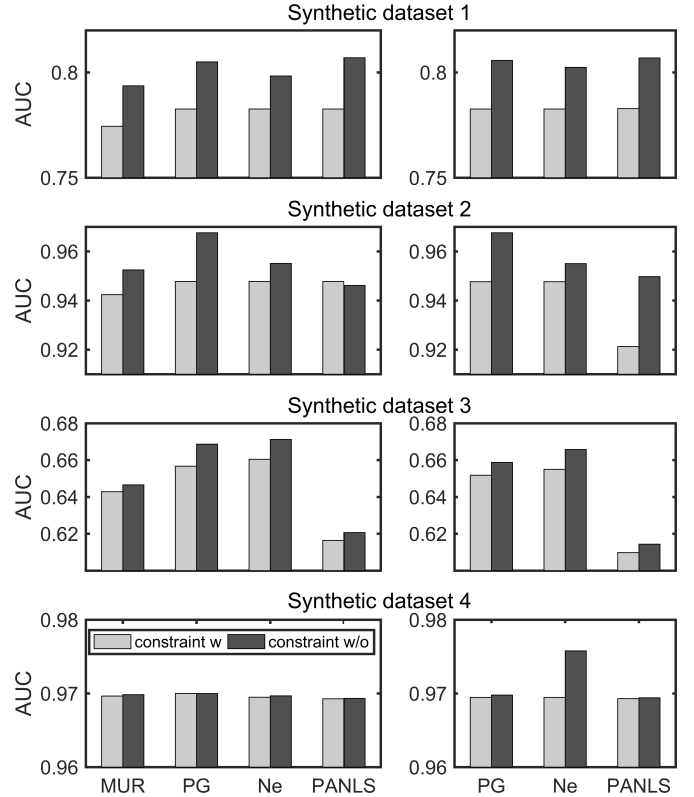 Synthetic dataset 1
AUC
0.8
0.75
0.8
0.75
Synthetic dataset 2
AUC
0.96
0.94
0.92
0.96
0.94
0.92
Synthetic dataset 3
AUC
0.68
0.66
0.64
0.62
0.68
0.66
0.64
0.62
Synthetic dataset 4
AUC
0.98
0.97
0.96
constraint w constraint w/o
0.98
0.97
0.96
MUR PG Ne PANLS
PG Ne PANLS